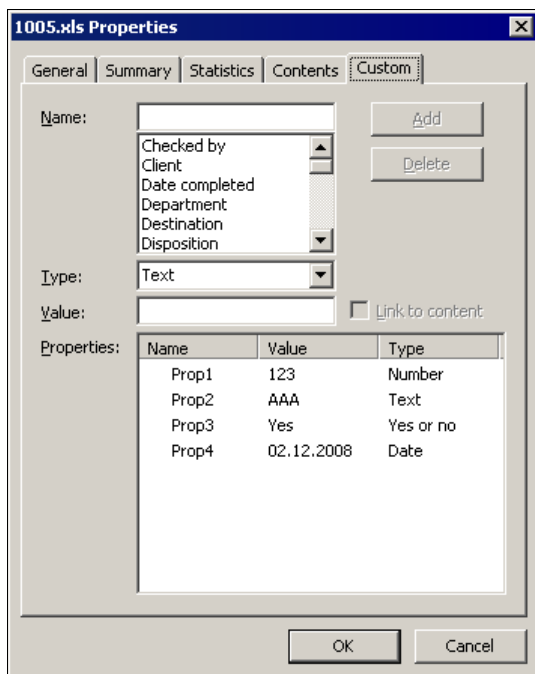 1005.xls Properties
General Summary Statistics Contents Custom
Name:
Add
Checked by
Client
Date completed
Department
Destination
Disposition
Delete
Type: Text
Value: Link to content
Properties: Name Value Type
Prop1 123 Number
Prop2 AAA Text
Prop3 Yes Yes or no
Prop4 02.12.2008 Date
OK Cancel